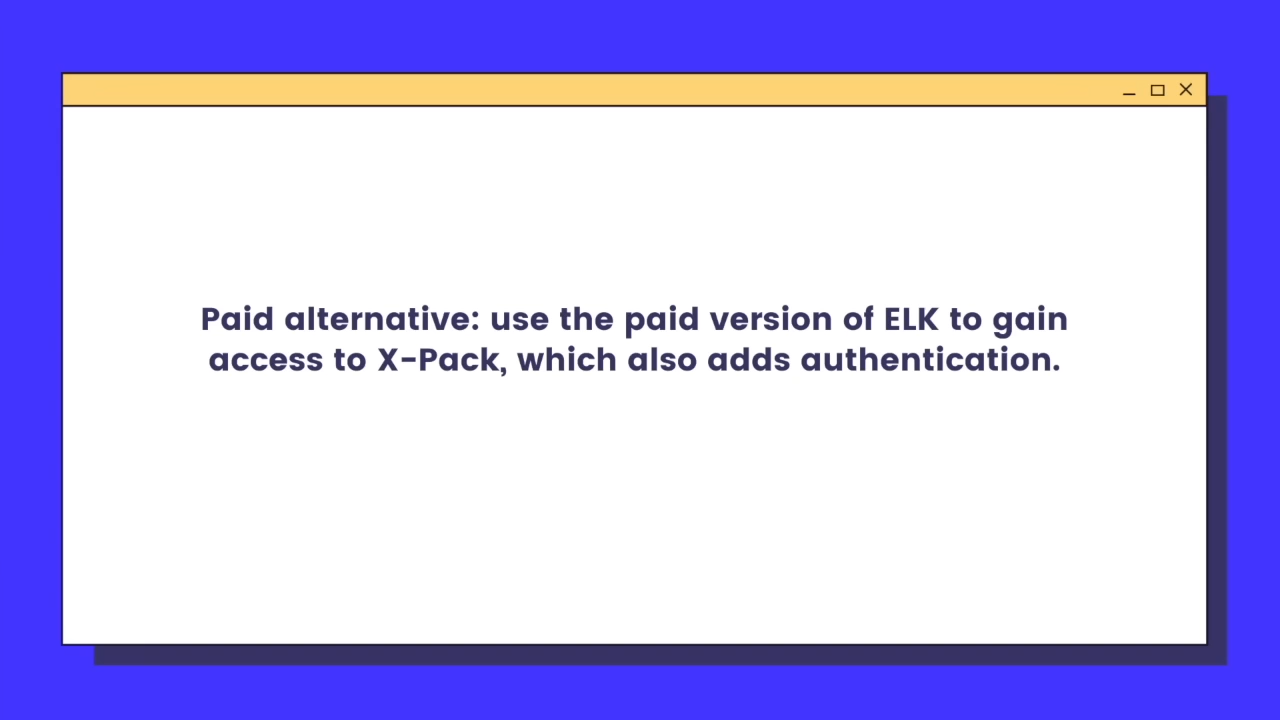 Paid alternative: use the paid version of ELK to gain
access to X-Pack, which also adds authentication.